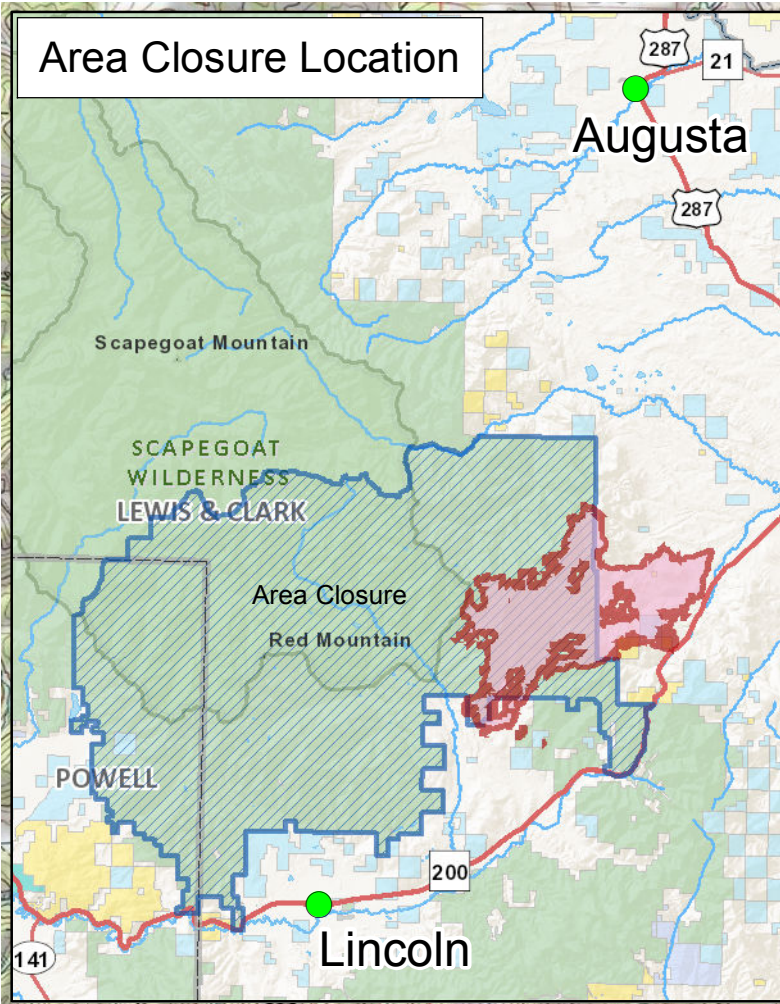 Area Closure Location
287
21
Augusta
287
Scapegoat Mountain
SCAPEGOAT
WILDERNESS
LEWIS & CLARK
Area Closure
Red Mountain
POWELL
200
Lincoln
141